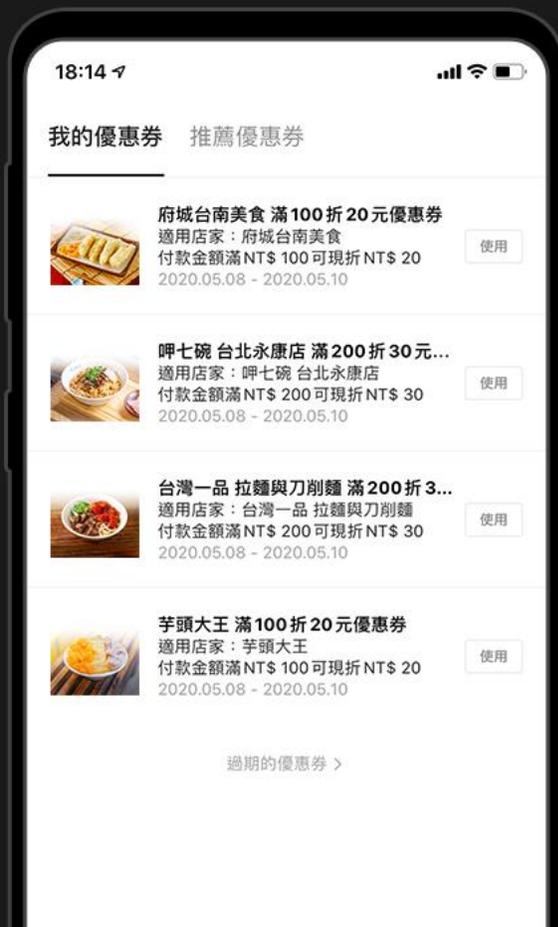 18:14
我的優惠券 推薦優惠券
府城台南美食 滿100折20元優惠券
適用店家：府城台南美食
付款金額滿NT$ 100可現折NT$ 20
2020.05.08 - 2020.05.10
使用
呷七碗 台北永康店 滿200折30元...
適用店家：呷七碗 台北永康店
付款金額滿NT$ 200可現折NT$ 30
2020.05.08 - 2020.05.10
使用
台灣一品 拉麵與刀削麵 滿200折3...
適用店家：台灣一品 拉麵與刀削麵
付款金額滿NT$ 200可現折NT$ 30
2020.05.08 - 2020.05.10
使用
芋頭大王 滿100折20元優惠券
適用店家：芋頭大王
付款金額滿NT$ 100可現折NT$ 20
2020.05.08 - 2020.05.10
使用
過期的優惠券 >